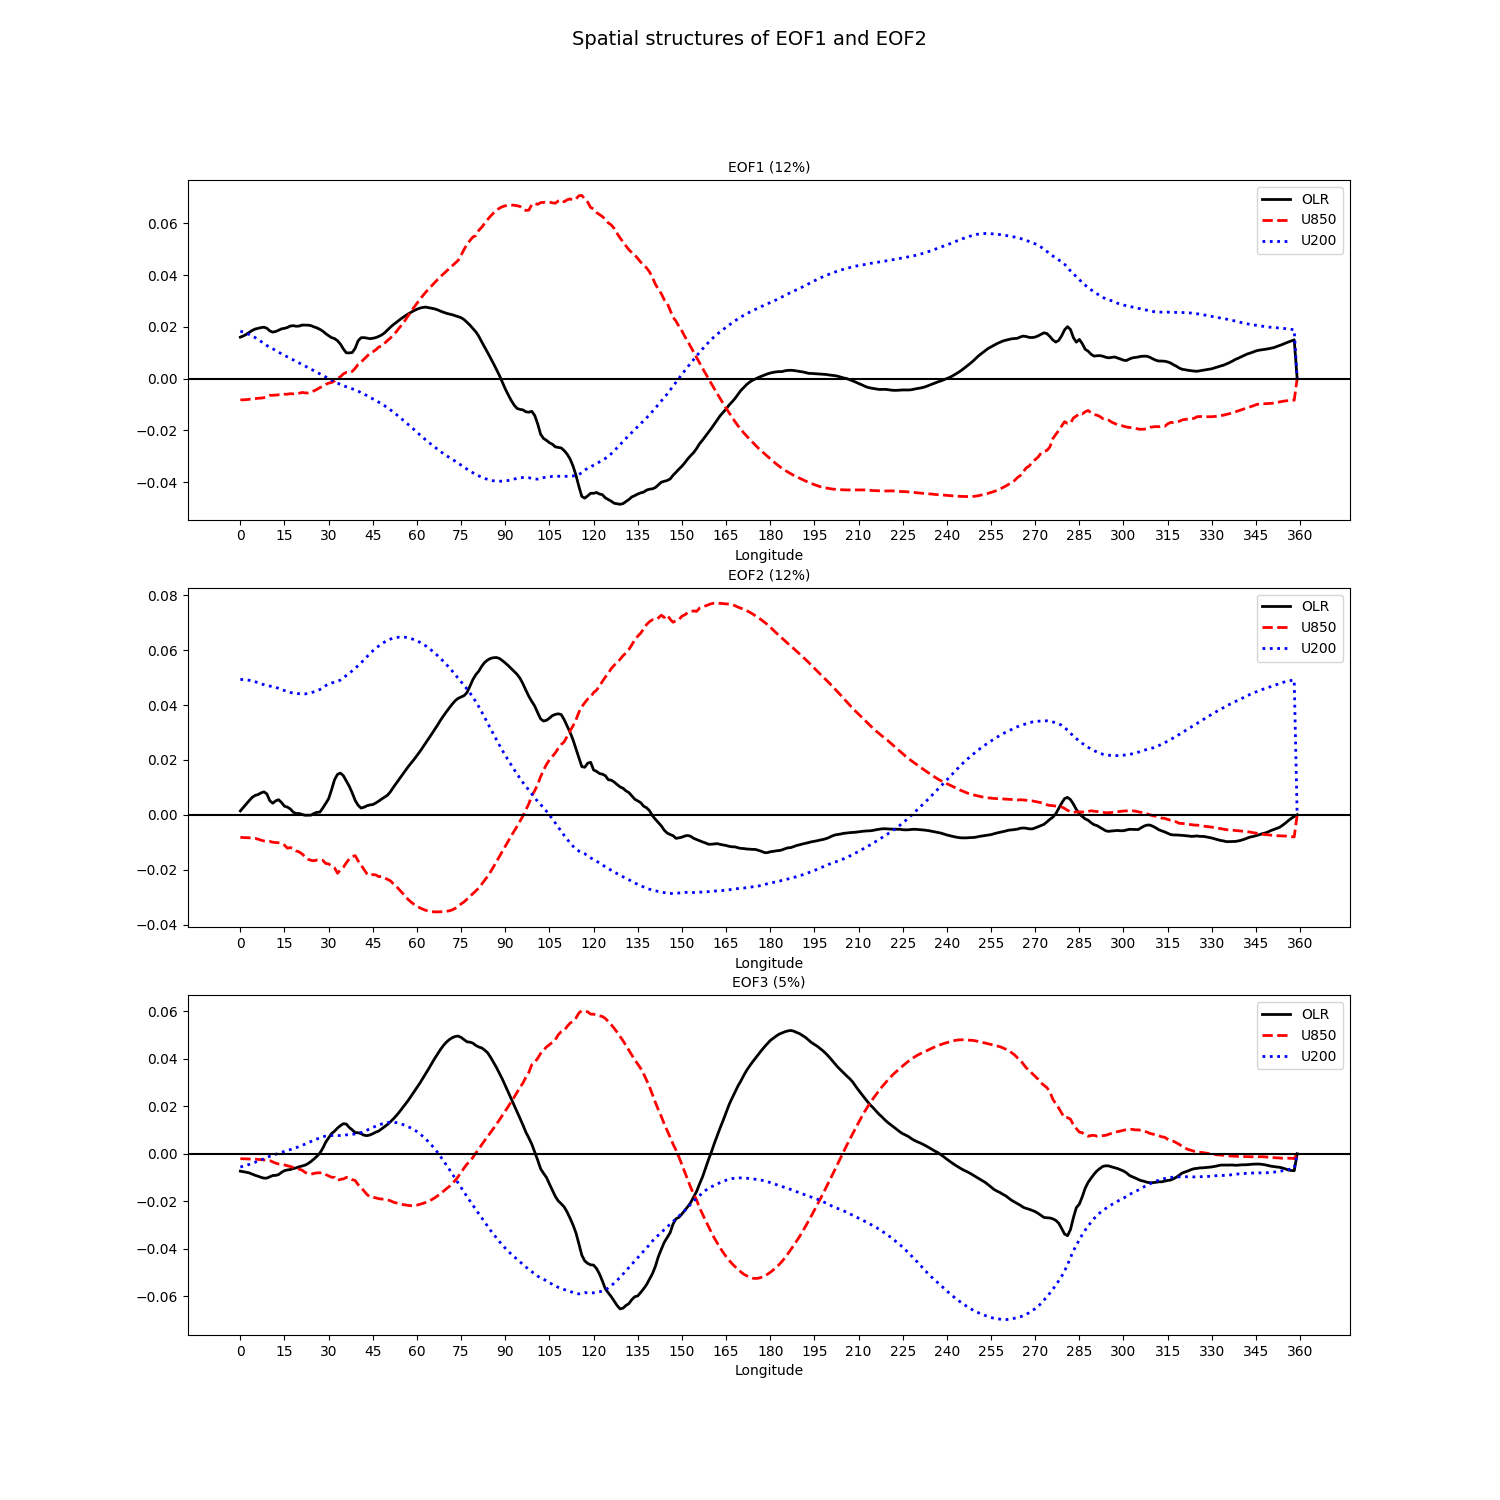 Spatial structures of EOF1 and EOF2
EOF1 (12%)
OLR
U850
U200
0.06
0.04
0.02
0.00
−0.02
−0.04
0 15 30 45 60 75 90 105 120 135 150 165 180 195 210 225 240 255 270 285 300 315 330 345 360
Longitude
EOF2 (12%)
OLR
U850
U200
0.08
0.06
0.04
0.02
0.00
−0.02
−0.04
0 15 30 45 60 75 90 105 120 135 150 165 180 195 210 225 240 255 270 285 300 315 330 345 360
Longitude
EOF3 (5%)
OLR
U850
U200
0.06
0.04
0.02
0.00
−0.02
−0.04
−0.06
0 15 30 45 60 75 90 105 120 135 150 165 180 195 210 225 240 255 270 285 300 315 330 345 360
Longitude